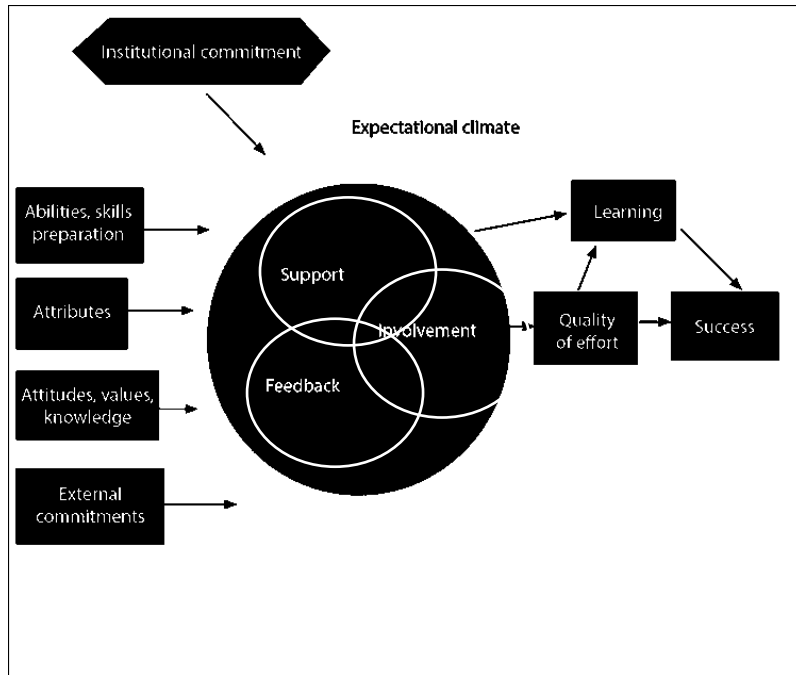 Institutional commitment
Expectational climate
Abilities, skills
preparation
Attributes
Attitudes, values,
knowledge
External
commitments
Support
Involvement
Feedback
Learning
Quality
of effort
Success